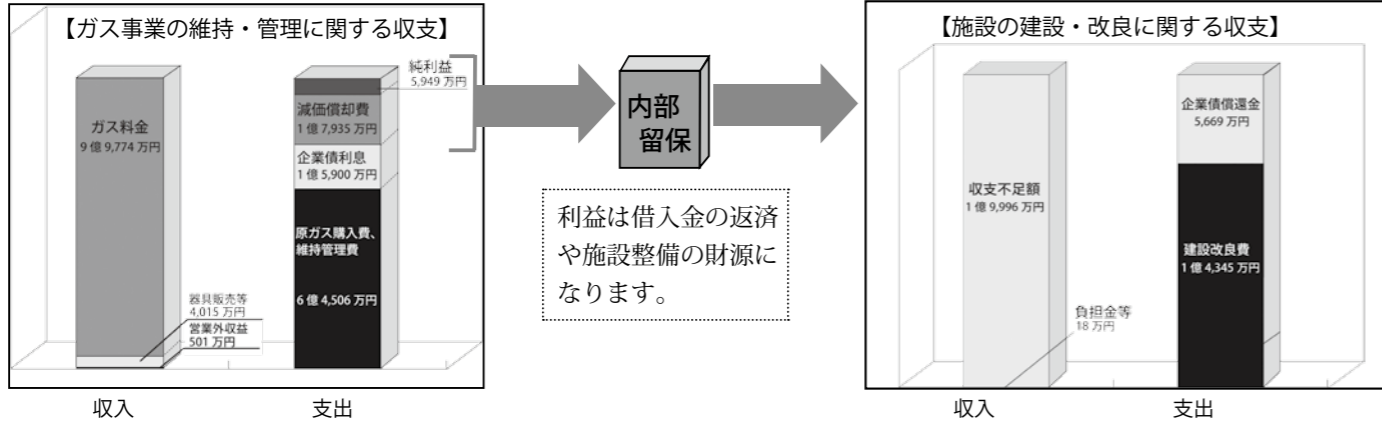 【ガス事業の維持・管理に関する収支】
純利益
5,949 万円
減価償却費
1 億 7,935 万円
ガス料金
9 億 9,774 万円
企業債利息
1 億 5,900 万円
原ガス購入費、
維持管理費
6 億 4,506 万円
器具販売等
4,015 万円
営業外収益
501 万円
収入
支出
内部
留保
利益は借入金の返済
や施設整備の財源に
なります。
【施設の建設・改良に関する収支】
企業債償還金
5,669 万円
収支不足額
1 億 9,996 万円
建設改良費
1 億 4,345 万円
負担金等
18 万円
収入
支出